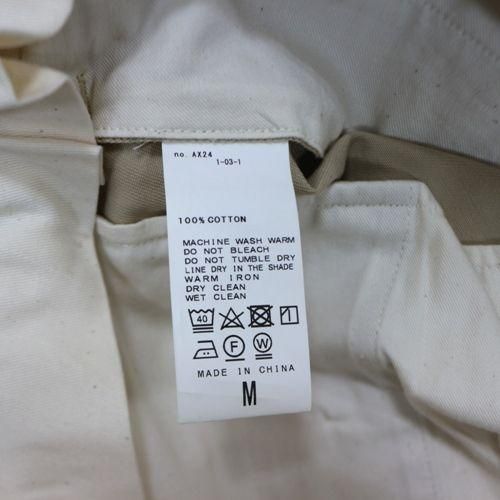 no. AX24
1-03-1
100% COTTON
MACHINE WASH WARM
DO NOT BLEACH
DO NOT TUMBLE DRY
LINE DRY IN THE SHADE
WARM IRON
DRY CLEAN
WET CLEAN
40
F W
MADE IN CHINA
M